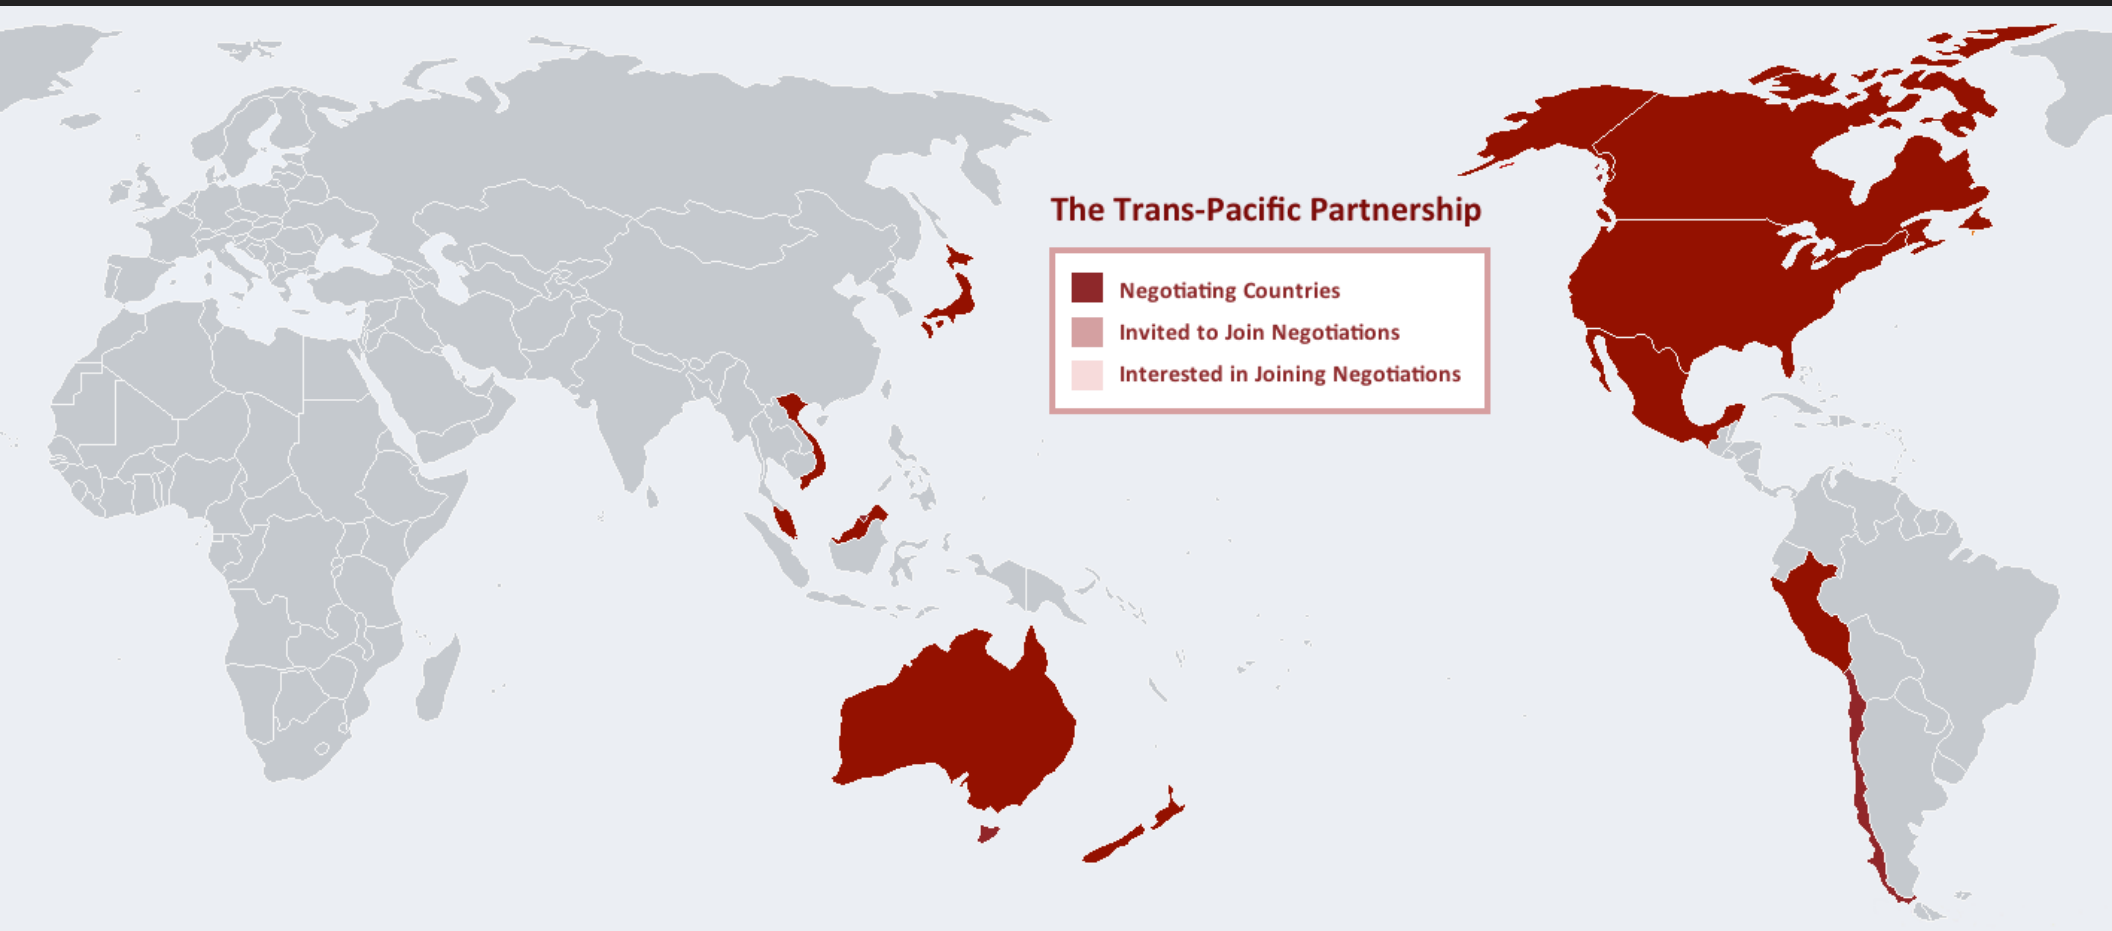 The Trans-Pacific Partnership
Negotiating Countries
Invited to Join Negotiations
Interested in Joining Negotiations